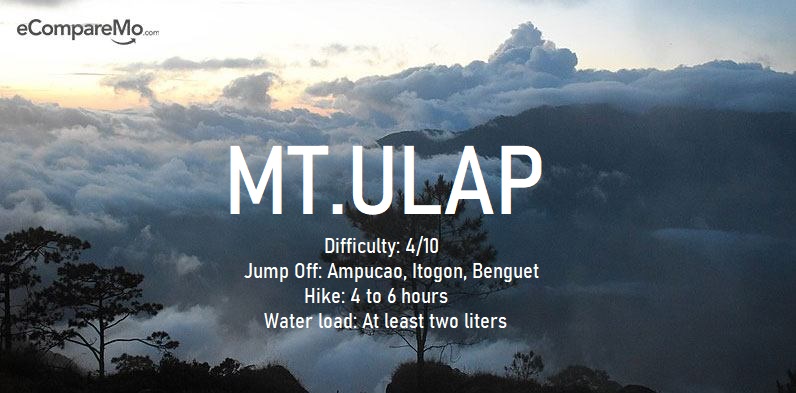 eCompareMo.com
MT.ULAP
Difficulty: 4/10
Jump Off: Ampucao, Itogon, Benguet
Hike: 4 to 6 hours
Water load: At least two liters